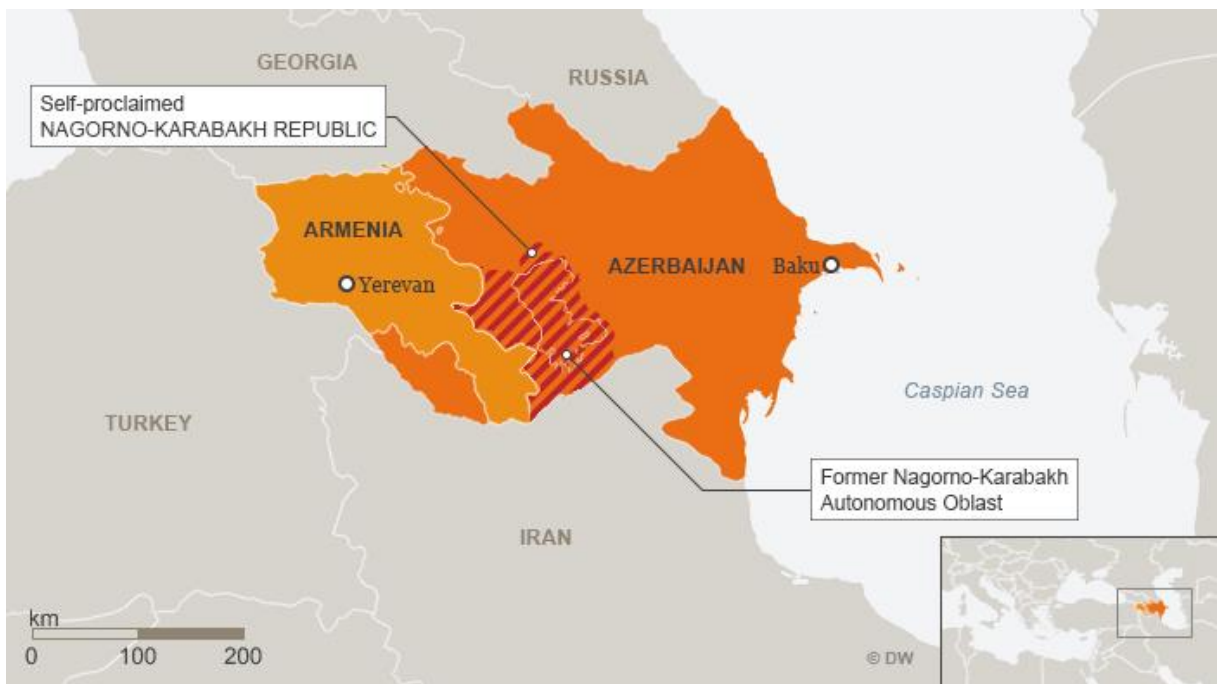 GEORGIA
RUSSIA
Self-proclaimed
NAGORNO-KARABAKH REPUBLIC
ARMENIA
AZERBAIJAN
Baku
Yerevan
Caspian Sea
TURKEY
Former Nagorno-Karabakh
Autonomous Oblast
IRAN
km
0 100 200
© DW